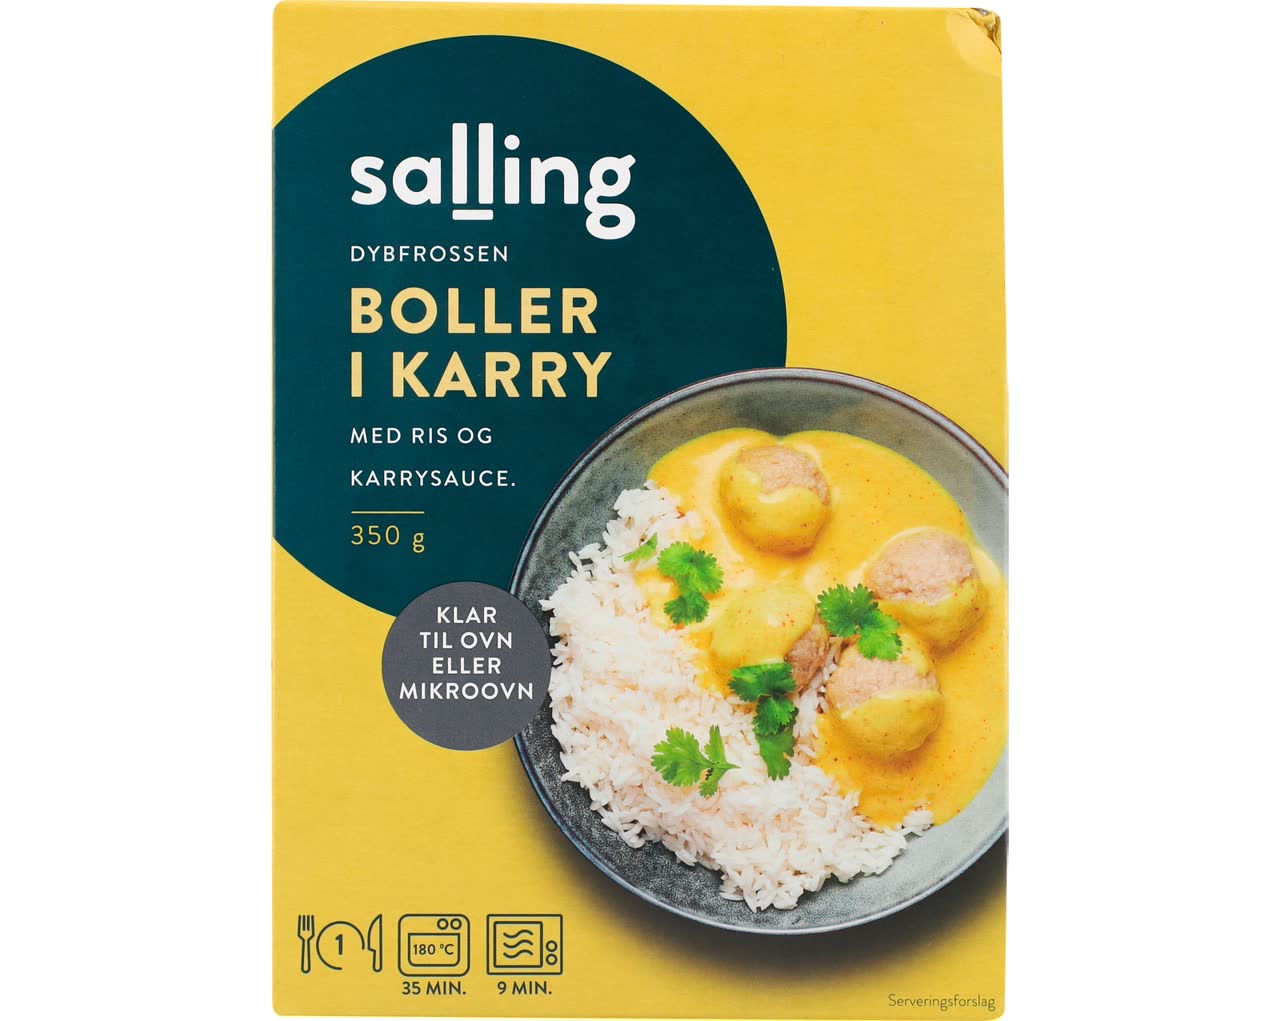 salling
DYBFROSSEN
BOLLER
I KARRY
MED RIS OG
KARRYSAUCE.
350 g
KLAR
TIL OVN
ELLER
MIKROOVN
1
180 °C
35 MIN.
9 MIN.
Serveringsforslag